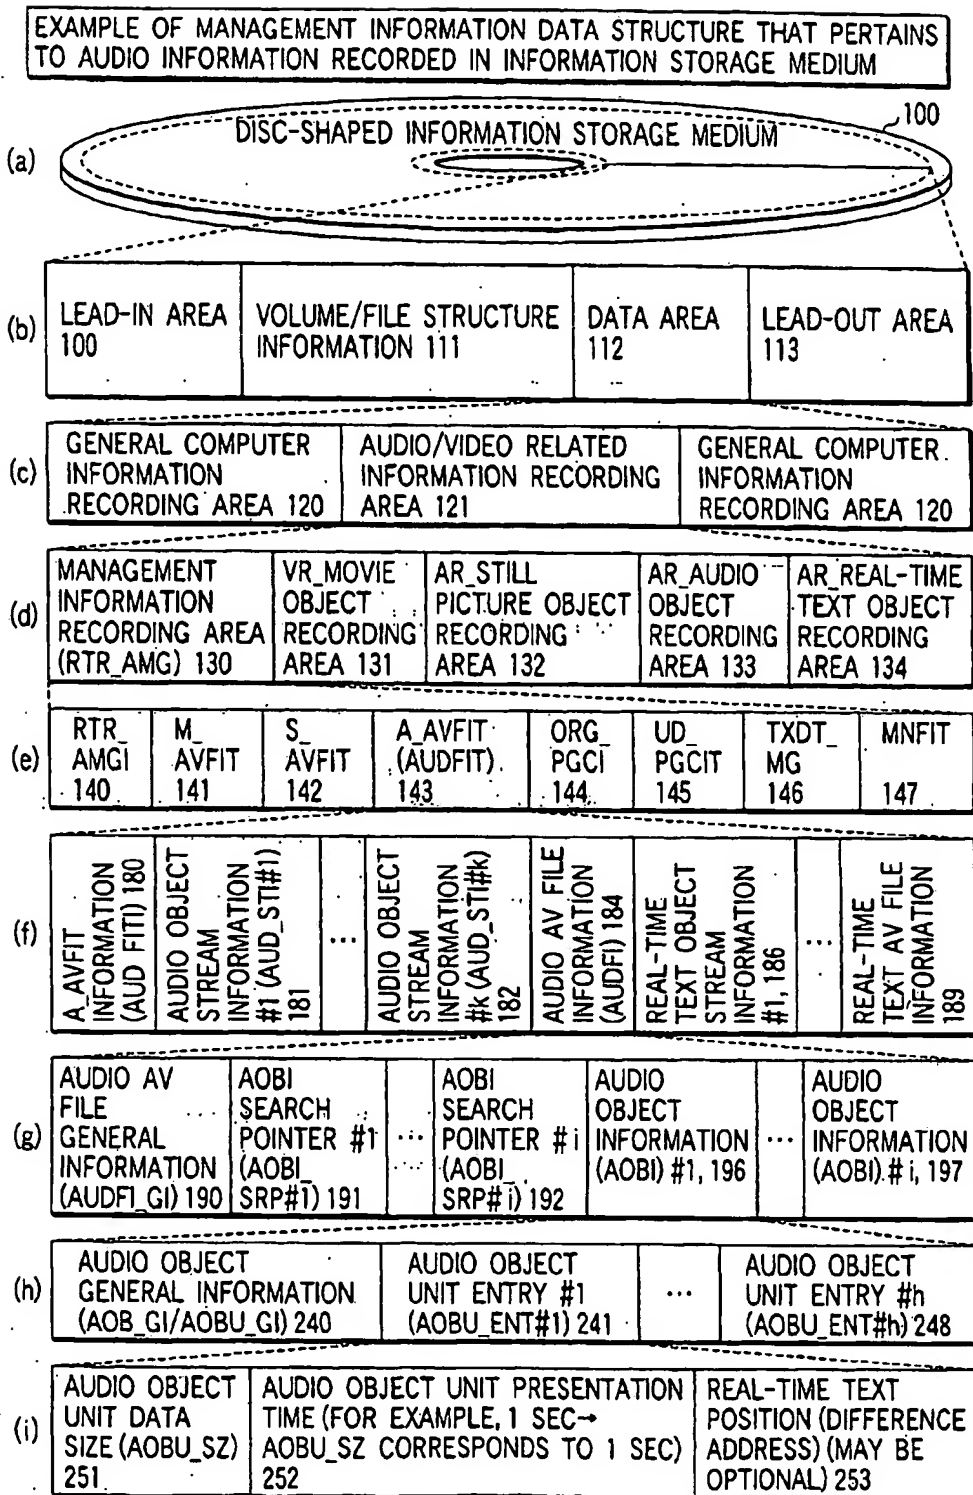 EXAMPLE OF MANAGEMENT INFORMATION DATA STRUCTURE THAT PERTAINS
TO AUDIO INFORMATION RECORDED IN INFORMATION STORAGE MEDIUM
100
DISC-SHAPED INFORMATION STORAGE MEDIUM
(a)
(b)
LEAD-IN AREA
100
VOLUME/FILE STRUCTURE
INFORMATION 111
DATA AREA
112
LEAD-OUT AREA
113
(c)
GENERAL COMPUTER
INFORMATION
RECORDING AREA 120
AUDIO/VIDEO RELATED
INFORMATION RECORDING
AREA 121
GENERAL COMPUTER
INFORMATION
RECORDING AREA 120
(d)
MANAGEMENT
INFORMATION
RECORDING AREA
(RTR_AMG) 130
VR_MOVIE
OBJECT
RECORDING
AREA 131
AR_STILL
PICTURE OBJECT
RECORDING
AREA 132
AR_AUDIO
OBJECT
RECORDING
AREA 133
AR_REAL-TIME
TEXT OBJECT
RECORDING
AREA 134
(e)
RTR_
AMGI
140
M_
AVFIT
141
S_
AVFIT
142
A_AVFIT
(AUDFIT)
143
ORG_
PGCI
144
UD_
PGCIT
145
TXDT_
MG
146
MNFIT
147
(f)
A_AVFIT
INFORMATION
(AUD FITI) 180
AUDIO OBJECT
STREAM
INFORMATION
#1 (AUD_STI#1)
181
...
AUDIO OBJECT
STREAM
INFORMATION
#k (AUD_STI#k)
182
AUDIO AV FILE
INFORMATION
(AUDFI) 184
REAL-TIME
TEXT OBJECT
STREAM
INFORMATION
#1, 186
...
REAL-TIME
TEXT AV FILE
INFORMATION
189
(g)
AUDIO AV
FILE
GENERAL
INFORMATION
(AUDFI_GI) 190
AOBI
SEARCH
POINTER #1
(AOBI_
SRP#1) 191
...
AOBI
SEARCH
POINTER #i
(AOBI_
SRP#i) 192
AUDIO
OBJECT
INFORMATION
(AOBI) #1, 196
...
AUDIO
OBJECT
INFORMATION
(AOBI) #i, 197
(h)
AUDIO OBJECT
GENERAL INFORMATION
(AOB_GI/AOBU_GI) 240
AUDIO OBJECT
UNIT ENTRY #1
(AOBU_ENT#1) 241
...
AUDIO OBJECT
UNIT ENTRY #h
(AOBU_ENT#h) 248
(i)
AUDIO OBJECT
UNIT DATA
SIZE (AOBU_SZ)
251
AUDIO OBJECT UNIT PRESENTATION
TIME (FOR EXAMPLE, 1 SEC→
AOBU_SZ CORRESPONDS TO 1 SEC)
252
REAL-TIME TEXT
POSITION (DIFFERENCE
ADDRESS) (MAY BE
OPTIONAL) 253